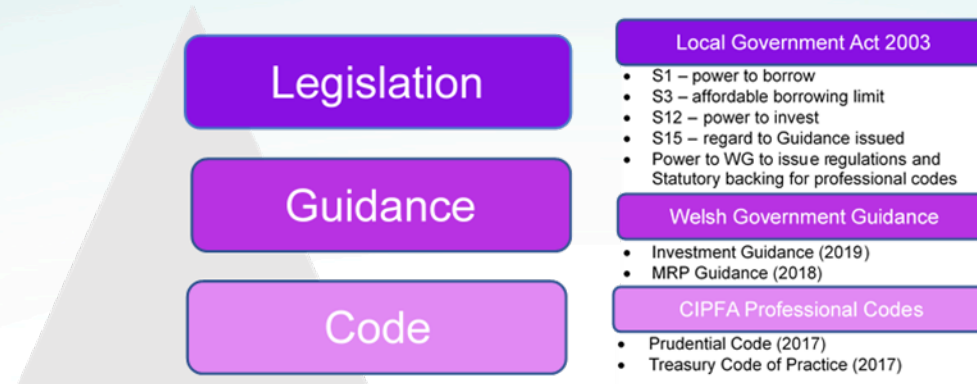 Legislation
Guidance
Code
Local Government Act 2003
• S1 – power to borrow
• S3 – affordable borrowing limit
• S12 – power to invest
• S15 – regard to Guidance issued
• Power to WG to issue regulations and
Statutory backing for professional codes
Welsh Government Guidance
• Investment Guidance (2019)
• MRP Guidance (2018)
CIPFA Professional Codes
• Prudential Code (2017)
• Treasury Code of Practice (2017)